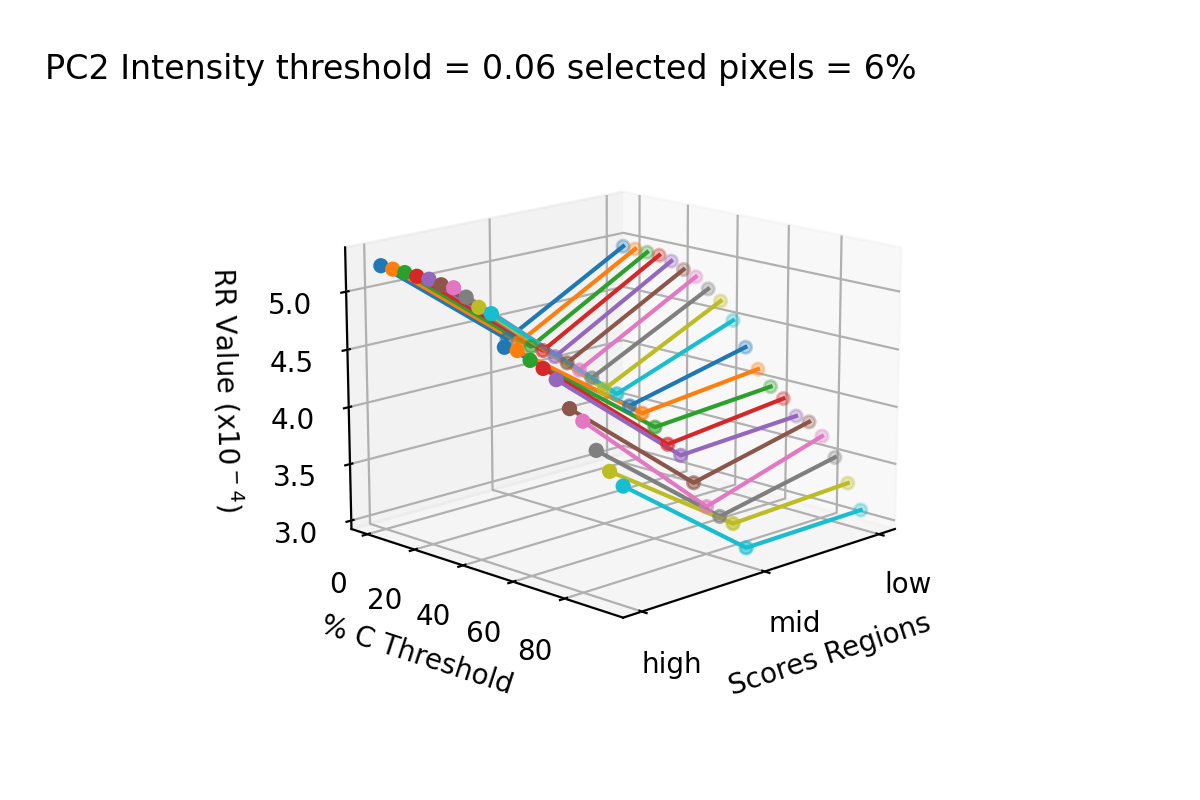 PC2 Intensity threshold = 0.06 selected pixels = 6%
RR Value (x10⁻⁴)
5.0
4.5
4.0
3.5
3.0
0
20
40
60
80
% C Threshold
high
mid
low
Scores Regions